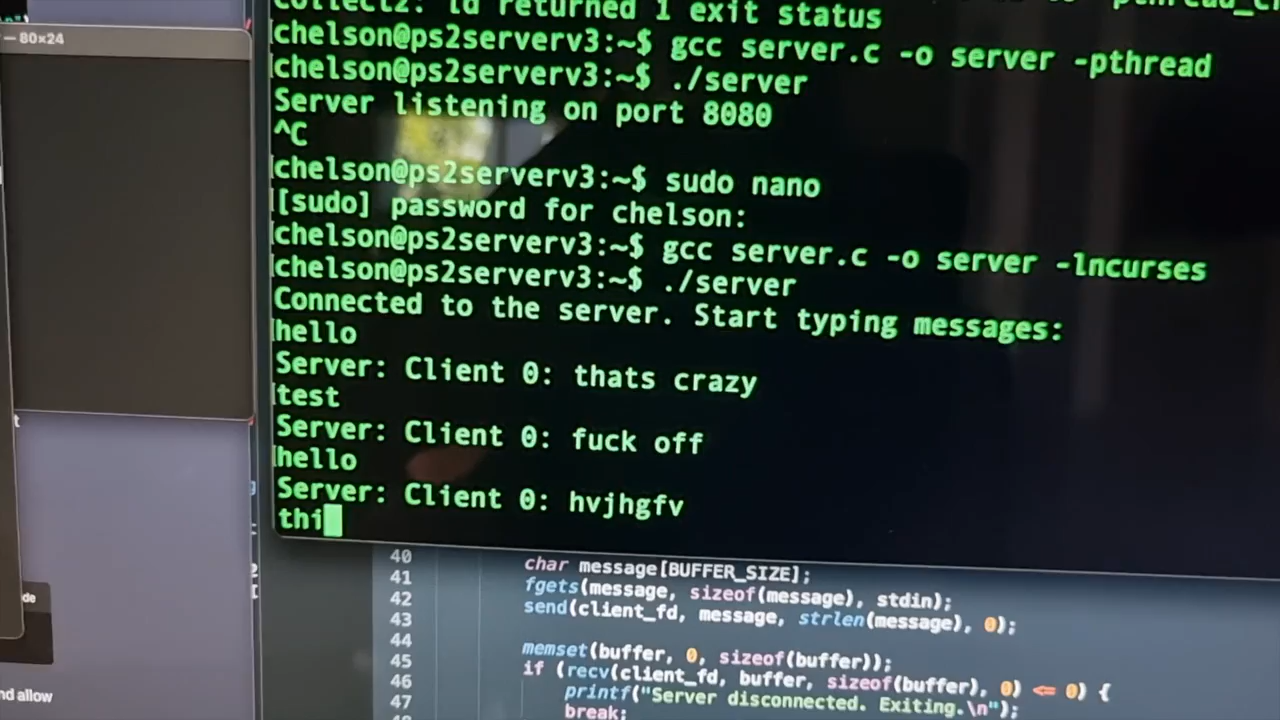 — 80×24
collect2: ld returned 1 exit status
chelson@ps2serverv3:~$ gcc server.c -o server -pthread
chelson@ps2serverv3:~$ ./server
Server listening on port 8080
^C
chelson@ps2serverv3:~$ sudo nano
[sudo] password for chelson:
chelson@ps2serverv3:~$ gcc server.c -o server -lncurses
chelson@ps2serverv3:~$ ./server
Connected to the server. Start typing messages:
hello
Server: Client 0: thats crazy
test
Server: Client 0: fuck off
hello
Server: Client 0: hvjhgfv
thi
40 char message[BUFFER_SIZE];
41 fgets(message, sizeof(message), stdin);
42 send(client_fd, message, strlen(message), 0);
43
44 memset(buffer, 0, sizeof(buffer));
45 if (recv(client_fd, buffer, sizeof(buffer), 0) <= 0) {
46 printf("Server disconnected. Exiting.\n");
47 break;
nd allow